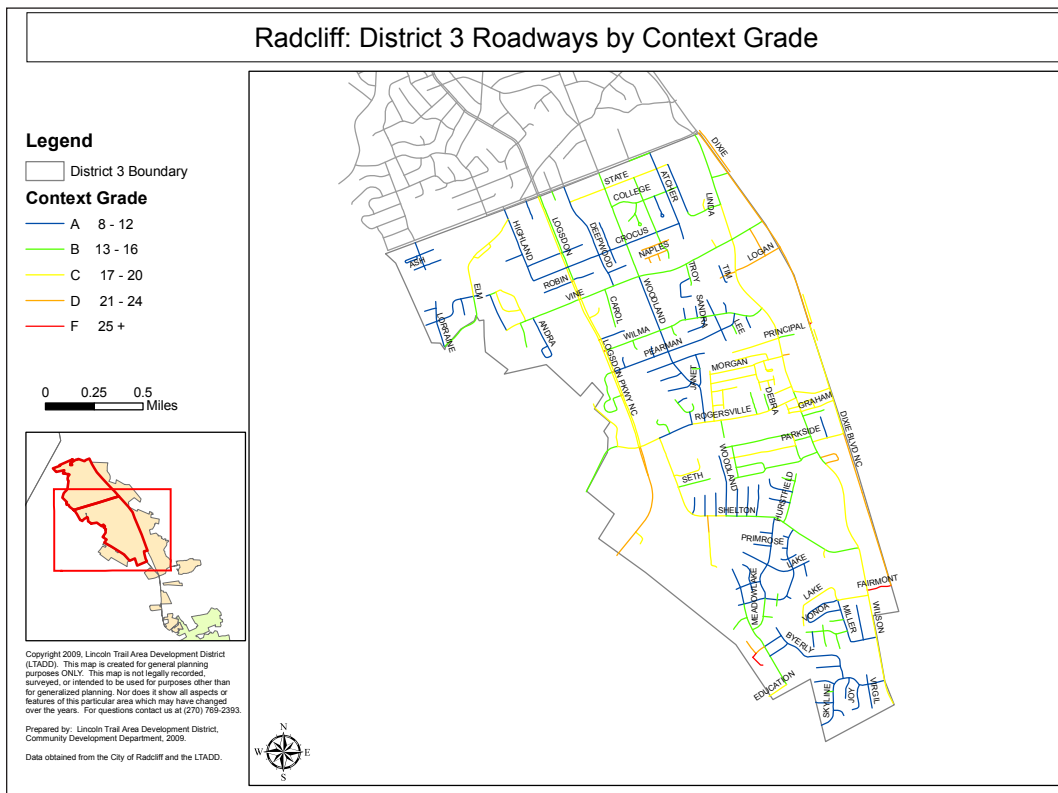 Radcliff: District 3 Roadways by Context Grade
Legend
District 3 Boundary
Context Grade
A 8 - 12
B 13 - 16
C 17 - 20
D 21 - 24
F 25 +
0 0.25 0.5
Miles
Copyright 2009, Lincoln Trail Area Development District
(LTADD). This map is created for general planning
purposes ONLY. This map is not legally recorded,
surveyed, or intended to be used for purposes other than
for generalized planning. Nor does it show all aspects or
features of this particular area which may have changed
over the years. For questions contact us at (270) 769-2393.
Prepared by: Lincoln Trail Area Development District,
Community Development Department, 2009.
Data obtained from the City of Radcliff and the LTADD.
N
W E
S
DIXIE
STATE
ATCHER
COLLEGE
LINDA
HIGHLAND
LOGSDON
DEEPWOOD
CROCUS
NAPLES
LOGAN
ASH
ROBIN
TROY
TIM
ELM
VINE
WOODLAND
CAROL
SANDRA
LORRAINE
ANDRA
WILMA
LEE
PRINCIPAL
PEARMAN
LOGSDON PKWY NC
JANET
MORGAN
DEBRA
GRAHAM
ROGERSVILLE
DIXIE BLVD NC
PARKSIDE
WOODLAND
SETH
HURSTFIELD
SHELTON
PRIMROSE
LAKE
MEADOWLAKE
FAIRMONT
LAKE
VONDA
MILLER
WILSON
BYERLY
EDUCATION
SKYLINE
JOY
VIRGIL